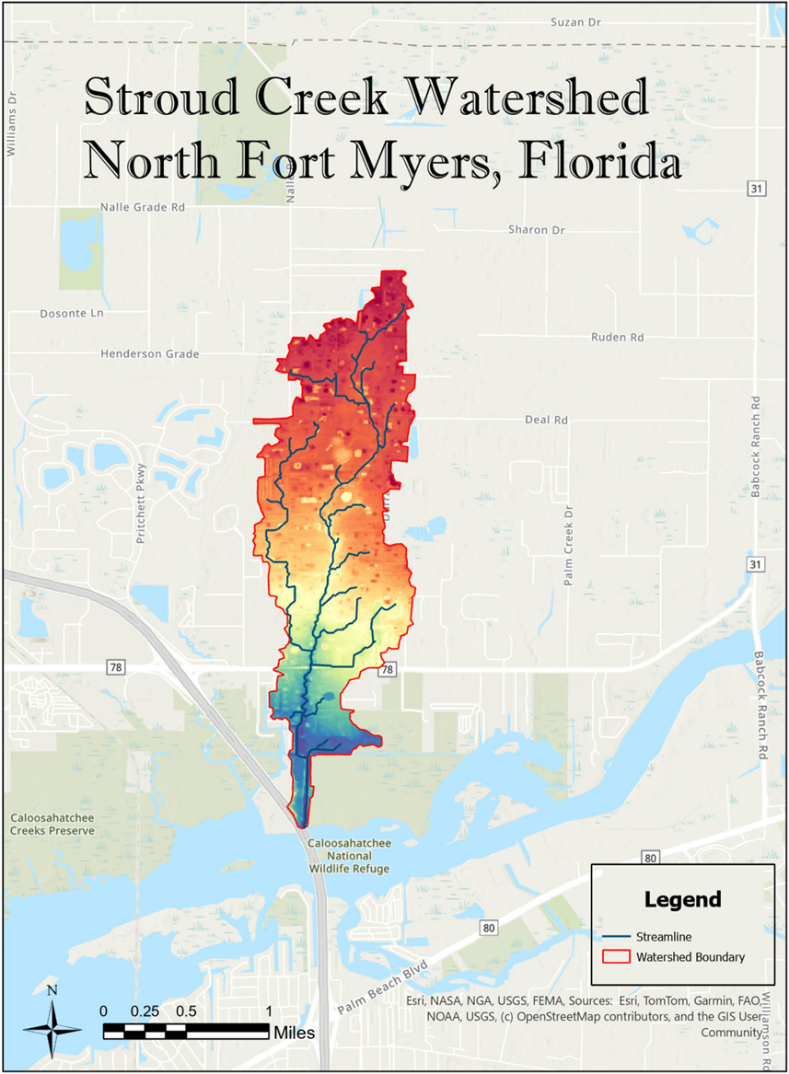 Suzan Dr
Stroud Creek Watershed
North Fort Myers, Florida
Williams Dr
31
Nalle Grade Rd
Sharon Dr
Dosonte Ln
Ruden Rd
Henderson Grade
Deal Rd
Babcock Ranch Rd
Pritchett Pkwy
Palm Creek Dr
31
78
78
Babcock Ranch Rd
Caloosahatchee
Creeks Preserve
Caloosahatchee
National
Wildlife Refuge
80
80
Legend
Streamline
Watershed Boundary
Palm Beach Blvd
Williamson Rd
N
0 0.25 0.5 1
Miles
Esri, NASA, NGA, USGS, FEMA, Sources: Esri, TomTom, Garmin, FAO,
NOAA, USGS, (c) OpenStreetMap contributors, and the GIS User
Community